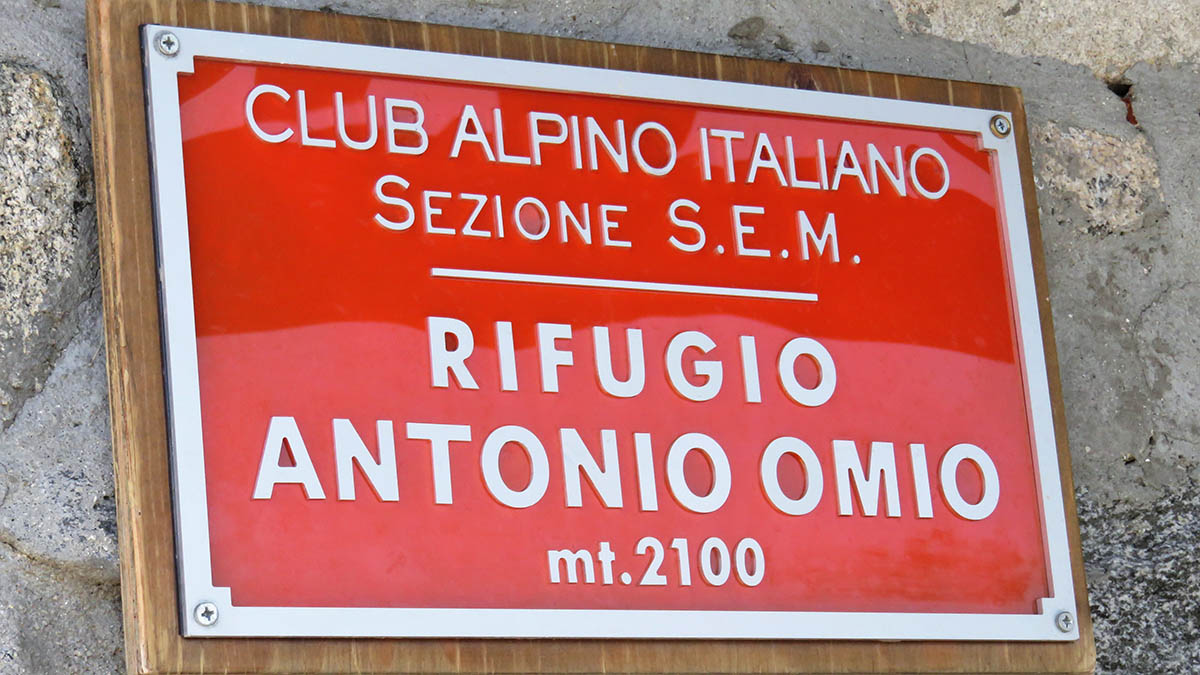 CLUB ALPINO ITALIANO
SEZIONE S.E.M.
RIFUGIO
ANTONIO OMIO
mt.2100